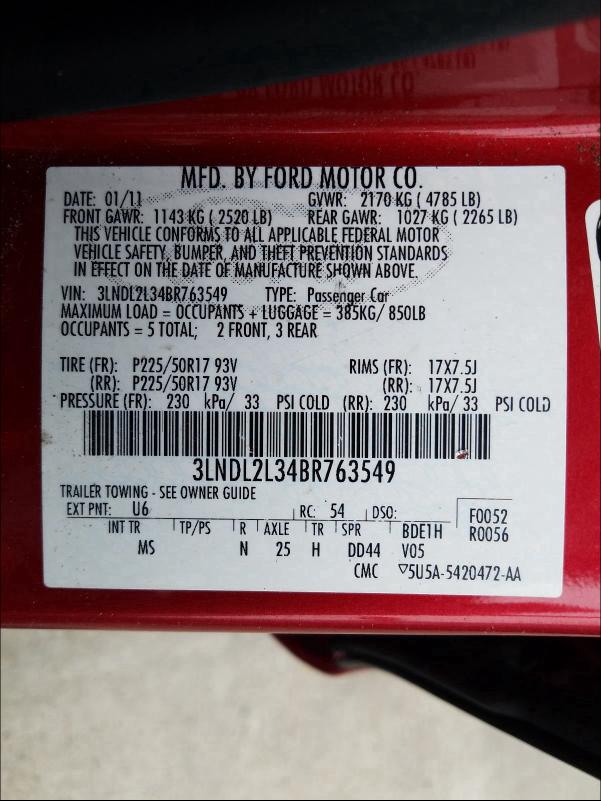 MFD. BY FORD MOTOR CO.
DATE: 01/11 GVWR: 2170 KG ( 4785 LB)
FRONT GAWR: 1143 KG ( 2520 LB) REAR GAWR: 1027 KG ( 2265 LB)
THIS VEHICLE CONFORMS TO ALL APPLICABLE FEDERAL MOTOR
VEHICLE SAFETY, BUMPER, AND THEFT PREVENTION STANDARDS
IN EFFECT ON THE DATE OF MANUFACTURE SHOWN ABOVE.
VIN: 3LNDL2L34BR763549 TYPE: Passenger Car
MAXIMUM LOAD = OCCUPANTS + LUGGAGE = 385KG/ 850LB
OCCUPANTS = 5 TOTAL; 2 FRONT, 3 REAR
TIRE (FR): P225/50R17 93V RIMS (FR): 17X7.5J
(RR): P225/50R17 93V (RR): 17X7.5J
PRESSURE (FR): 230 kPa/ 33 PSI COLD (RR): 230 kPa/ 33 PSI COLD
3LNDL2L34BR763549
TRAILER TOWING - SEE OWNER GUIDE
EXT PNT: U6 RC: 54 DSO: F0052
INT TR TP/PS R AXLE TR SPR BDE1H R0056
MS N 25 H DD44 V05
CMC ▽5U5A-5420472-AA